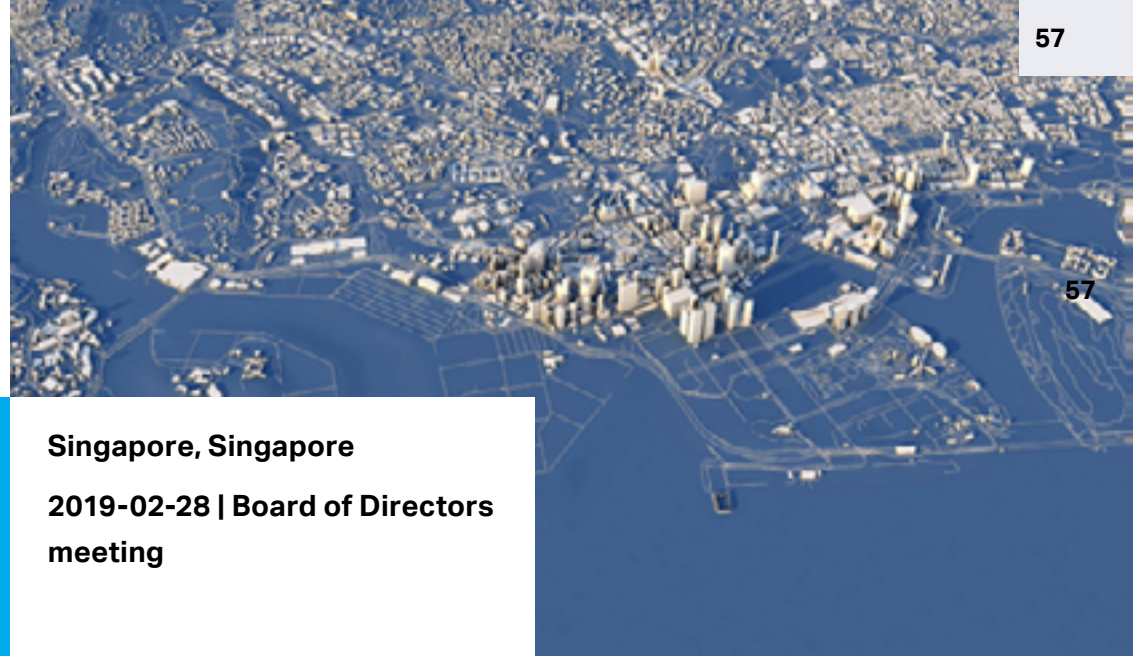 57
57
Singapore, Singapore
2019-02-28 | Board of Directors
meeting